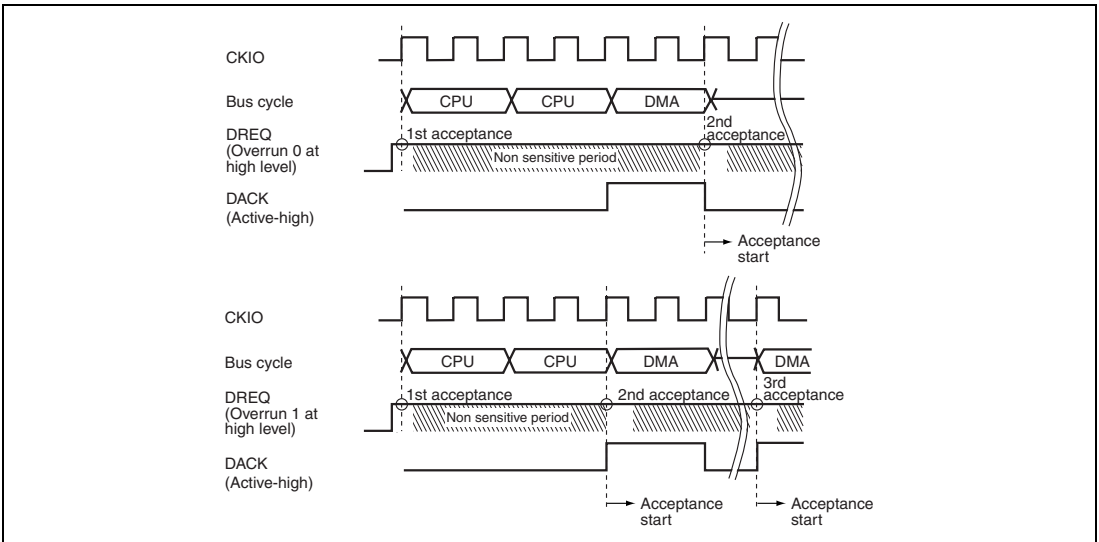 CKIO
Bus cycle
CPU
CPU
DMA
DREQ
(Overrun 0 at
high level)
1st acceptance
2nd
acceptance
Non sensitive period
DACK
(Active-high)
Acceptance
start
CKIO
Bus cycle
CPU
CPU
DMA
DMA
DREQ
(Overrun 1 at
high level)
1st acceptance
2nd acceptance
3rd
acceptance
Non sensitive period
DACK
(Active-high)
Acceptance
start
Acceptance
start